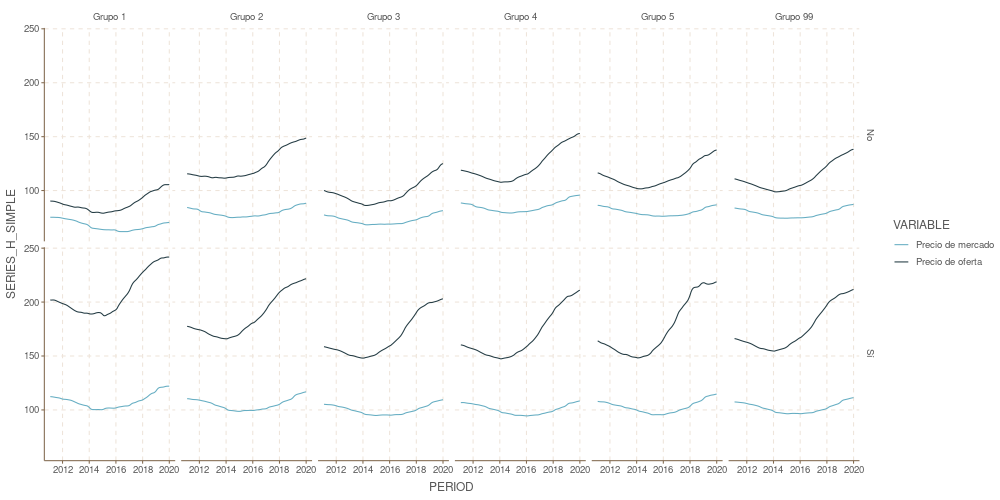 Grupo 1 Grupo 2 Grupo 3 Grupo 4 Grupo 5 Grupo 99
250
200
150
100
No
250
200
150
100
Si
SERIES_H_SIMPLE
2012 2014 2016 2018 2020 2012 2014 2016 2018 2020 2012 2014 2016 2018 2020 2012 2014 2016 2018 2020 2012 2014 2016 2018 2020 2012 2014 2016 2018 2020
PERIOD
VARIABLE
Precio de mercado
Precio de oferta